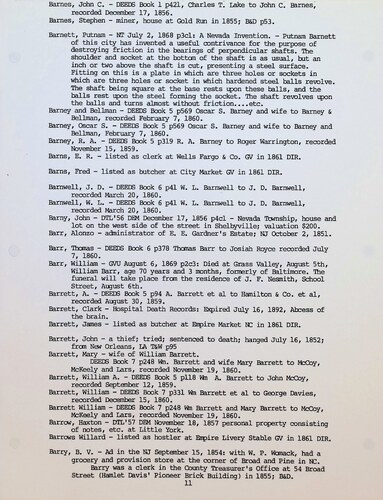 Barnes, John C. - DEEDS Book 1 p421, Charles T. Lake to John C. Barnes,
recorded December 17, 1856.
Barnes, Stephen - miner, house at Gold Run in 1855; B&D p53.
Barnett, Putnam - NT July 2, 1868 p3c1: A Nevada Invention. - Putnam Barnett
of this city has invented a useful contrivance for the purpose of
destroying friction in the bearings of perpendicular shafts. The
shoulder and socket at the bottom of the shaft is as usual, but an
inch or two above the shaft is cut, presenting a steel surface.
Fitting on this is a plate in which are three holes or sockets in
which are three holes or socket in which hardened steel balls revolve.
The shaft being square at the base rests upon these balls, and the
balls rest upon the steel forming the socket. The shaft revolves upon
the balls and turns almost without friction....etc.
Barney and Bellman - DEEDS Book 5 p569 Oscar S. Barney and wife to Barney &
Bellman, recorded February 7, 1860.
Barney, Oscar S. - DEEDS Book 5 p569 Oscar S. Barney and wife to Barney and
Bellman, February 7, 1860.
Barney, R. A. - DEEDS Book 5 p319 R. A. Barney to Roger Warrington, recorded
November 15, 1859.
Barns, E. R. - listed as clerk at Wells Fargo & Co. GV in 1861 DIR.
Barns, Fred - listed as butcher at City Market GV in 1861 DIR.
Barnwell, J. D. - DEEDS Book 6 p41 W. L. Barnwell to J. D. Barnwell,
recorded March 20, 1860.
Barnwell, W. L. - DEEDS Book 6 p41 W. L. Barnwell to J. D. Barnwell,
recorded March 20, 1860.
Barny, John - DTL'56 DEM December 17, 1856 p4c1 - Nevada Township, house and
lot on the west side of the street in Shelbyville; valuation $200.
Barr, Alonzo - administrator of E. E. Gardner's Estate; NJ October 2, 1851.
Barr, Thomas - DEEDS Book 6 p378 Thomas Barr to Josiah Royce recorded July
7, 1860.
Barr, William - GVU August 6, 1869 p2c3: Died at Grass Valley, August 5th,
William Barr, age 70 years and 3 months, formerly of Baltimore. The
funeral will take place from the residence of J. F. Nesmith, School
Street, August 6th.
Barrett, A. - DEEDS Book 5 p94 A. Barrett et al to Hamilton & Co. et al,
recorded August 30, 1859.
Barrett, Clark - Hospital Death Records: Expired July 16, 1892, Abcess
of the brain.
Barrett, James - listed as butcher at Empire Market NC in 1861 DIR.
Barrett, John - a thief; tried; sentenced to death; hanged July 16, 1852;
from New Orleans, LA T&W p95
Barrett, Mary - wife of William Barrett.
DEEDS Book 7 p248 Wm. Barrett and wife Mary Barrett to McCoy,
McKeely and Lars, recorded November 19, 1860.
Barrett, William A. - DEEDS Book 5 p118 Wm A. Barrett to John McCoy,
recorded September 12, 1859.
Barrett, William - DEEDS Book 7 p331 Wm Barrett et al to George Davies,
recorded December 15, 1860.
Barrett William - DEEDS Book 7 p248 Wm Barrett and Mary Barrett to McCoy,
McKeely and Lars, recorded November 19, 1860.
Barrow, Haxton - DTL'57 DEM November 18, 1857 personal property consisting
of notes, etc. at Little York.
Barrows Willard - listed as hostler at Empire Livery Stable GV in 1861 DIR.
Barry, B. V. - Ad in the NJ September 15, 1854: with W. P. Womack, had a
grocery and provision store at the corner of Broad and Pine in NC.
Barry was a clerk in the County Treasurer's Office at 54 Broad
Street (Hamlet Davis' Pioneer Brick Building) in 1855; B&D.
11